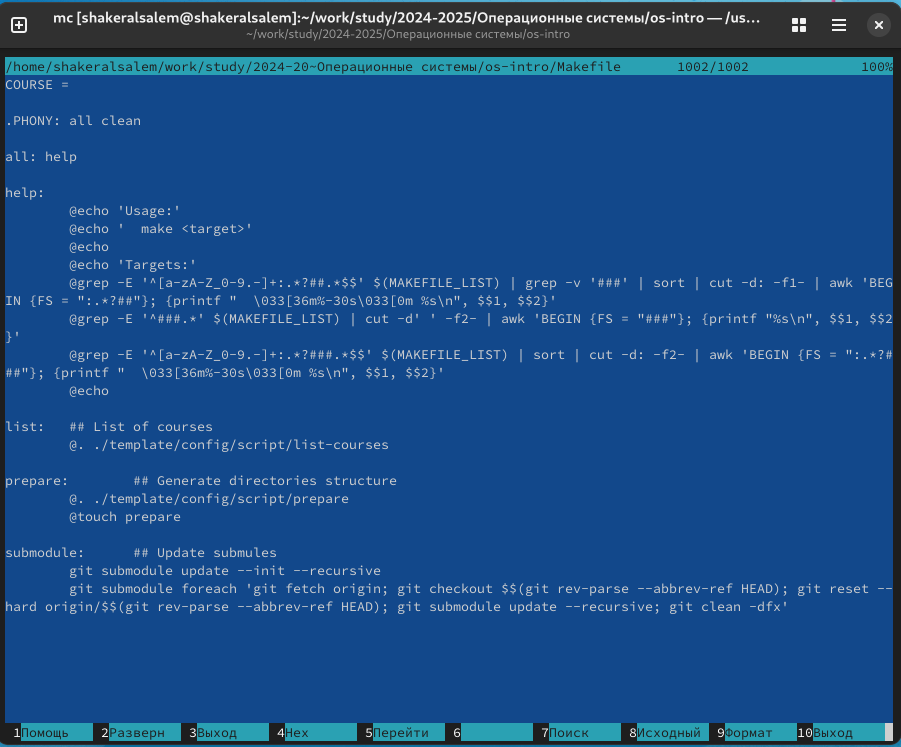 mc [shakeralsalem@shakeralsalem]:~/work/study/2024-2025/Операционные системы/os-intro — /us…
~/work/study/2024-2025/Операционные системы/os-intro
/home/shakeralsalem/work/study/2024-20~Операционные системы/os-intro/Makefile 1002/1002 100%
COURSE =
.PHONY: all clean
all: help
help:
@echo 'Usage:'
@echo '  make <target>'
@echo
@echo 'Targets:'
@grep -E '^[a-zA-Z_0-9.-]+:.*?##.*$$' $(MAKEFILE_LIST) | grep -v '###' | sort | cut -d: -f1- | awk 'BEG
IN {FS = ":.*?##"}; {printf "  \033[36m%-30s\033[0m %s\n", $$1, $$2}'
@grep -E '^###.*' $(MAKEFILE_LIST) | cut -d' ' -f2- | awk 'BEGIN {FS = "###"}; {printf "%s\n", $$1, $$2
}'
@grep -E '^[a-zA-Z_0-9.-]+:.*?###.*$$' $(MAKEFILE_LIST) | sort | cut -d: -f2- | awk 'BEGIN {FS = ":.*?#
##"}; {printf "  \033[36m%-30s\033[0m %s\n", $$1, $$2}'
@echo
list:   ## List of courses
@. ./template/config/script/list-courses
prepare:        ## Generate directories structure
@. ./template/config/script/prepare
@touch prepare
submodule:      ## Update submules
git submodule update --init --recursive
git submodule foreach 'git fetch origin; git checkout $$(git rev-parse --abbrev-ref HEAD); git reset --
hard origin/$$(git rev-parse --abbrev-ref HEAD); git submodule update --recursive; git clean -dfx'
1Помощь 2Разверн 3Выход 4Hex 5Перейти 6 7Поиск 8Исходный 9Формат 10Выход